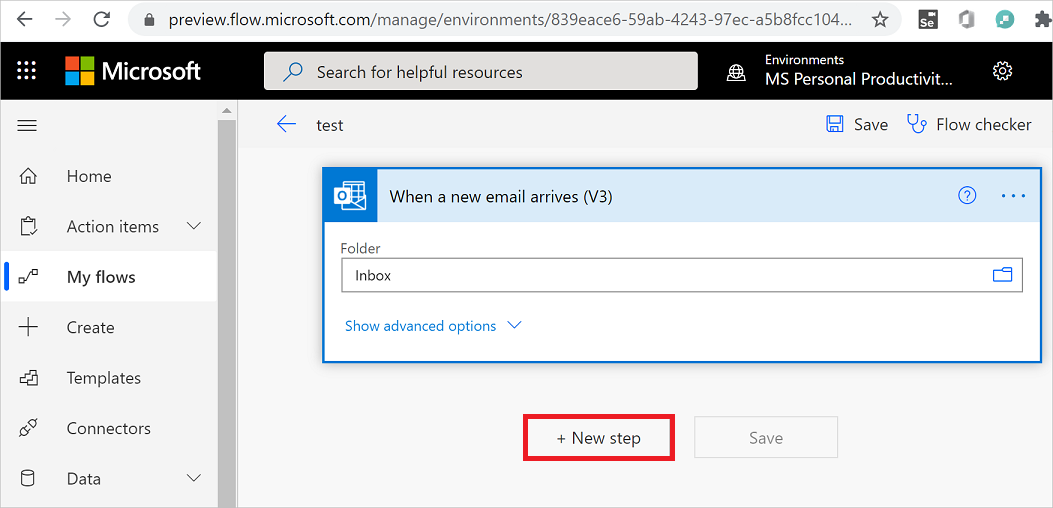 preview.flow.microsoft.com/manage/environments/839eace6-59ab-4243-97ec-a5b8fcc104...
Se
Microsoft
Search for helpful resources
Environments
MS Personal Productivit...
test
Save
Flow checker
Home
Action items
My flows
Create
Templates
Connectors
Data
When a new email arrives (V3)
Folder
Inbox
Show advanced options
+ New step
Save